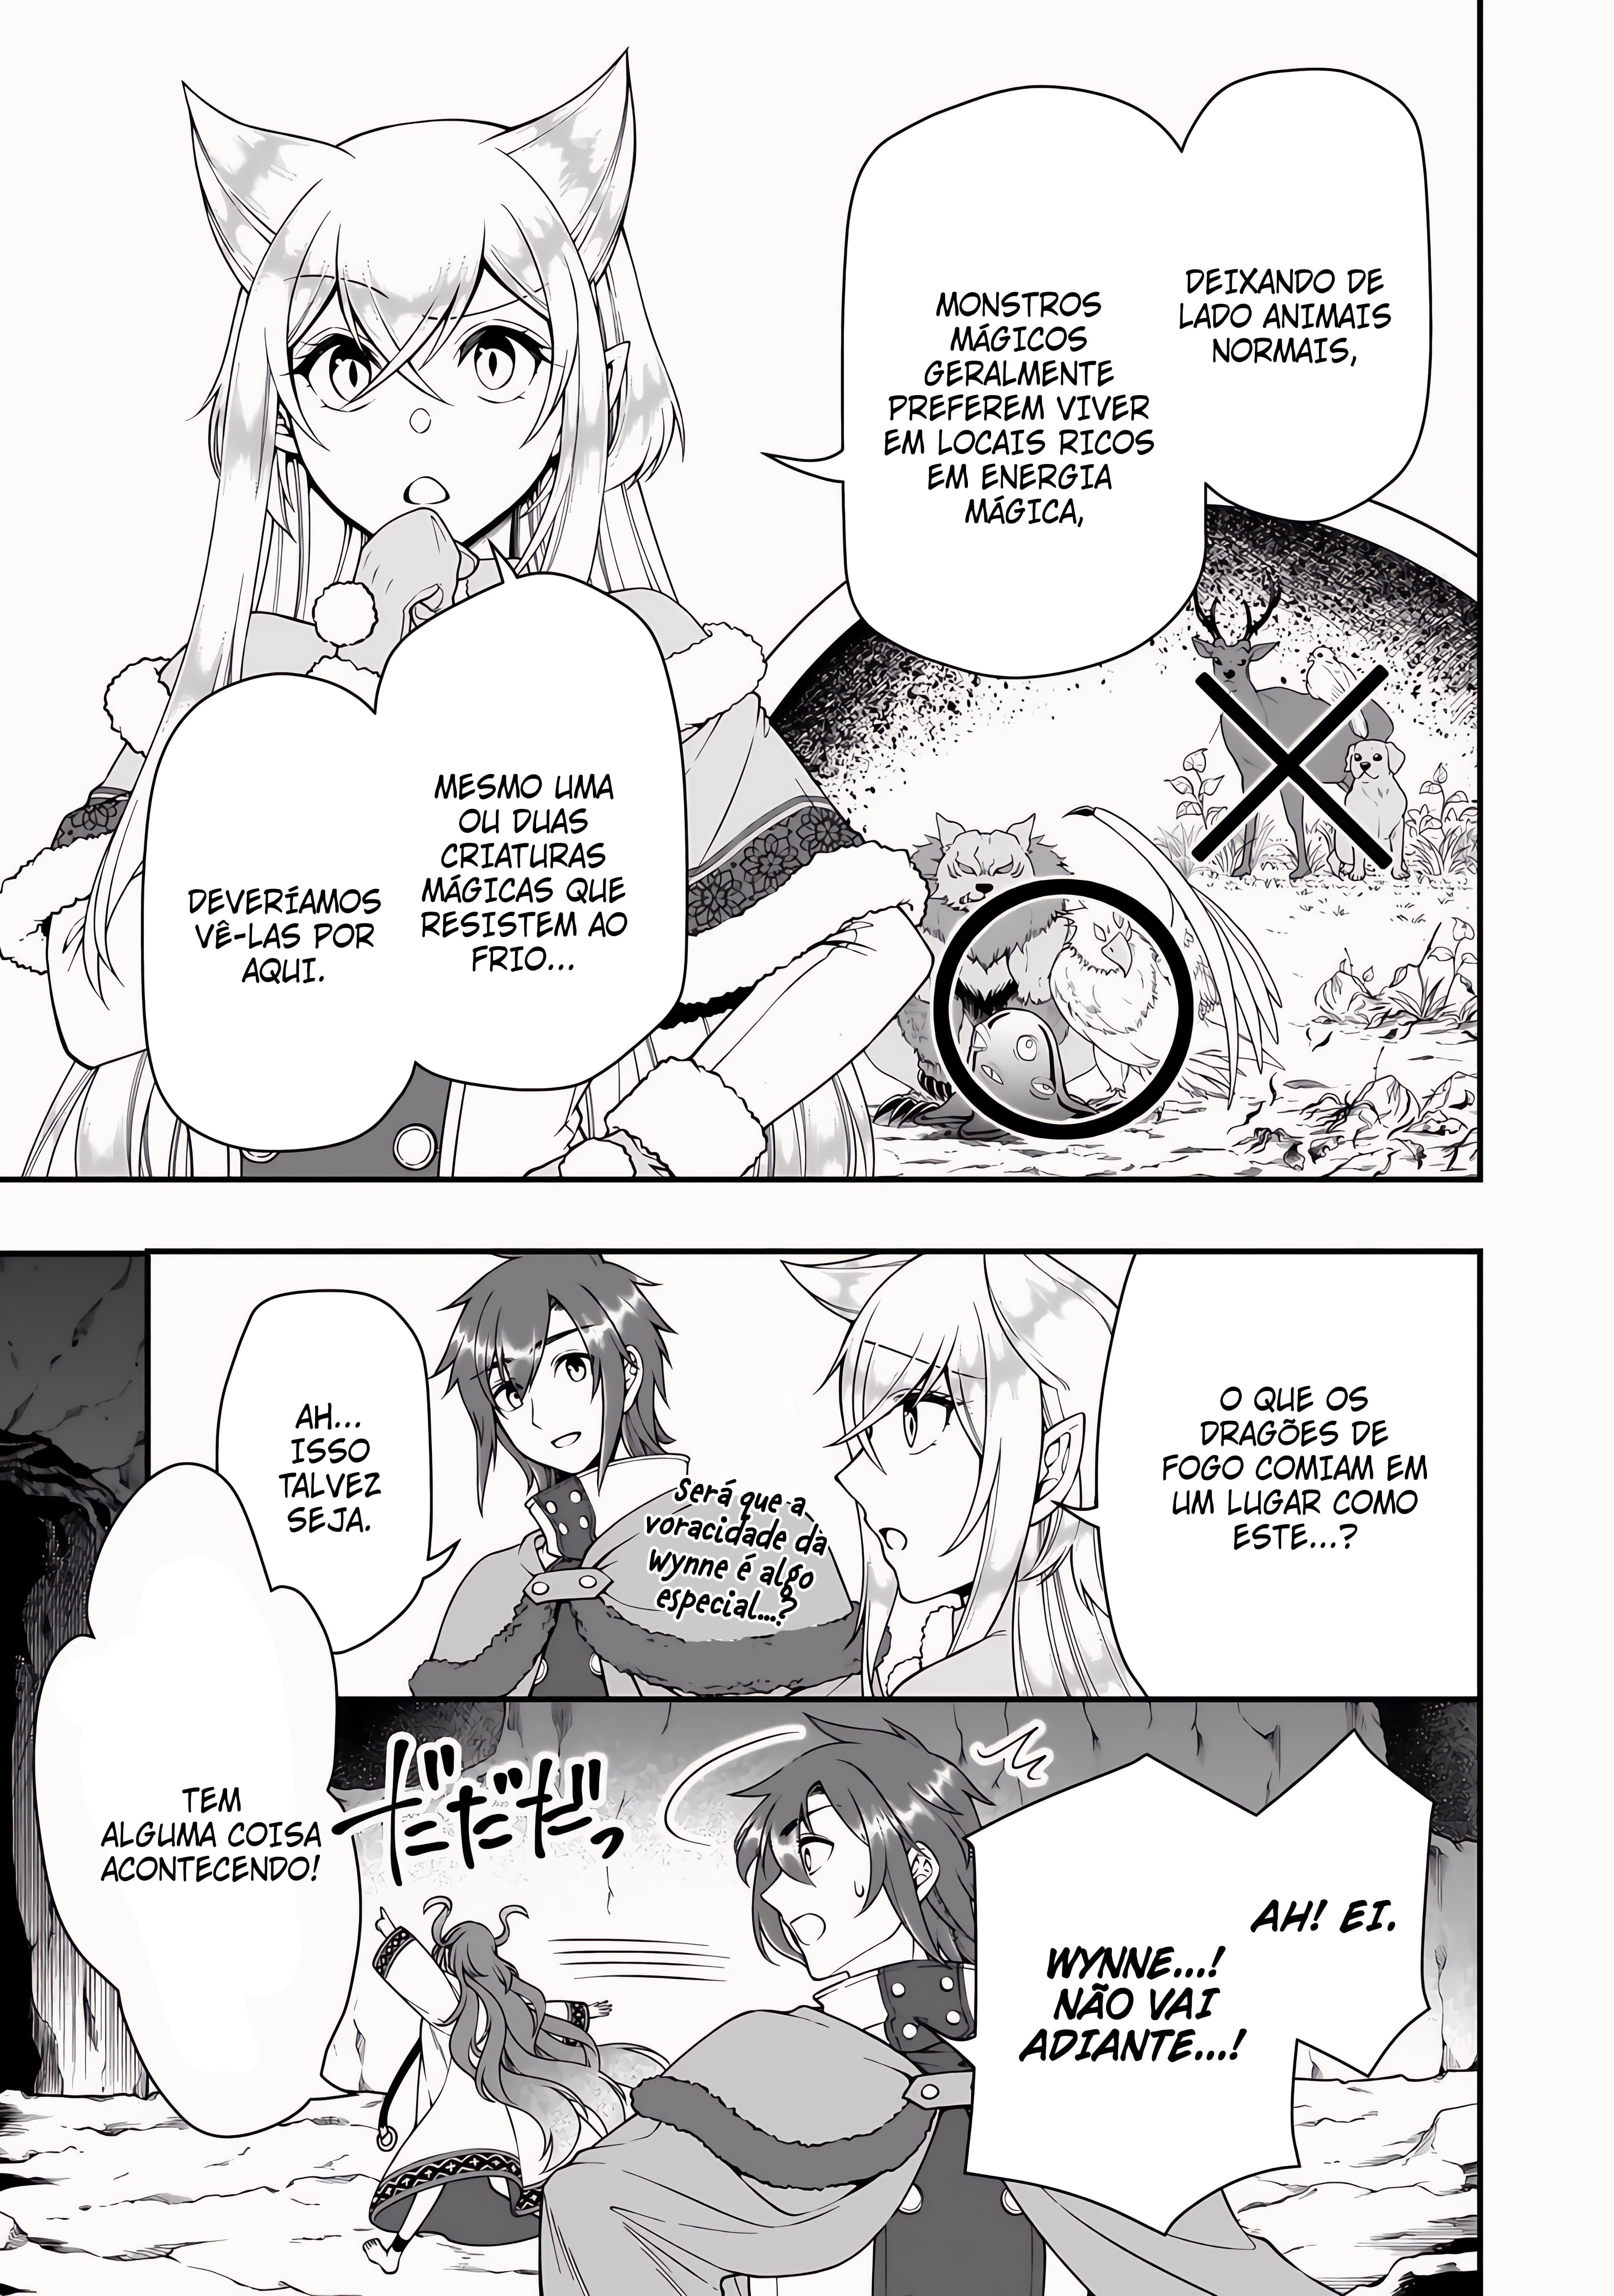 DEIXANDO DE
LADO ANIMAIS
NORMAIS,
MONSTROS
MÁGICOS
GERALMENTE
PREFEREM VIVER
EM LOCAIS RICOS
EM ENERGIA
MÁGICA,
MESMO UMA
OU DUAS
CRIATURAS
MÁGICAS QUE
RESISTEM AO
FRIO...
DEVERÍAMOS
VÊ-LAS POR
AQUI.
O QUE OS
DRAGÕES DE
FOGO COMIAM EM
UM LUGAR COMO
ESTE...?
Será que a
voracidade da
Wynne é algo
especial...?
AH...
ISSO
TALVEZ
SEJA.
AH! EI.
WYNNE...!
NÃO VAI
ADIANTE...!
だだだっ
TEM
ALGUMA COISA
ACONTECENDO!